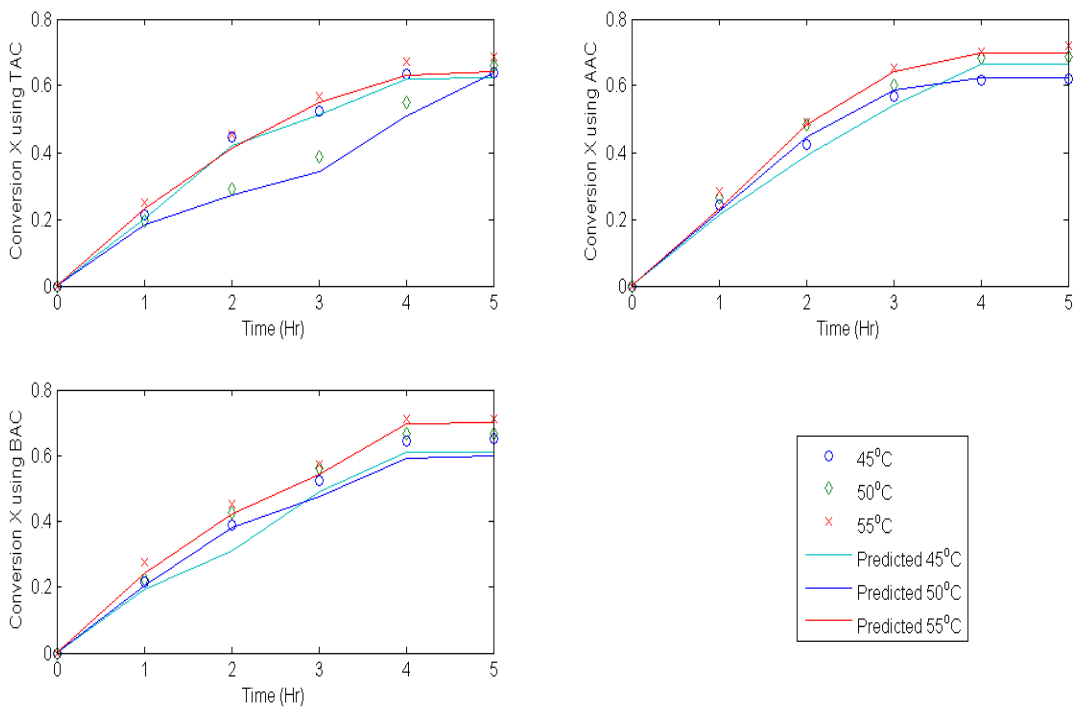 Conversion X using TAC
0.8
0.6
0.4
0.2
0
0 1 2 3 4 5
Time (Hr)
Conversion X using AAC
0.8
0.6
0.4
0.2
0
0 1 2 3 4 5
Time (Hr)
Conversion X using BAC
0.8
0.6
0.4
0.2
0
0 1 2 3 4 5
Time (Hr)
45⁰C
50⁰C
55⁰C
Predicted 45⁰C
Predicted 50⁰C
Predicted 55⁰C